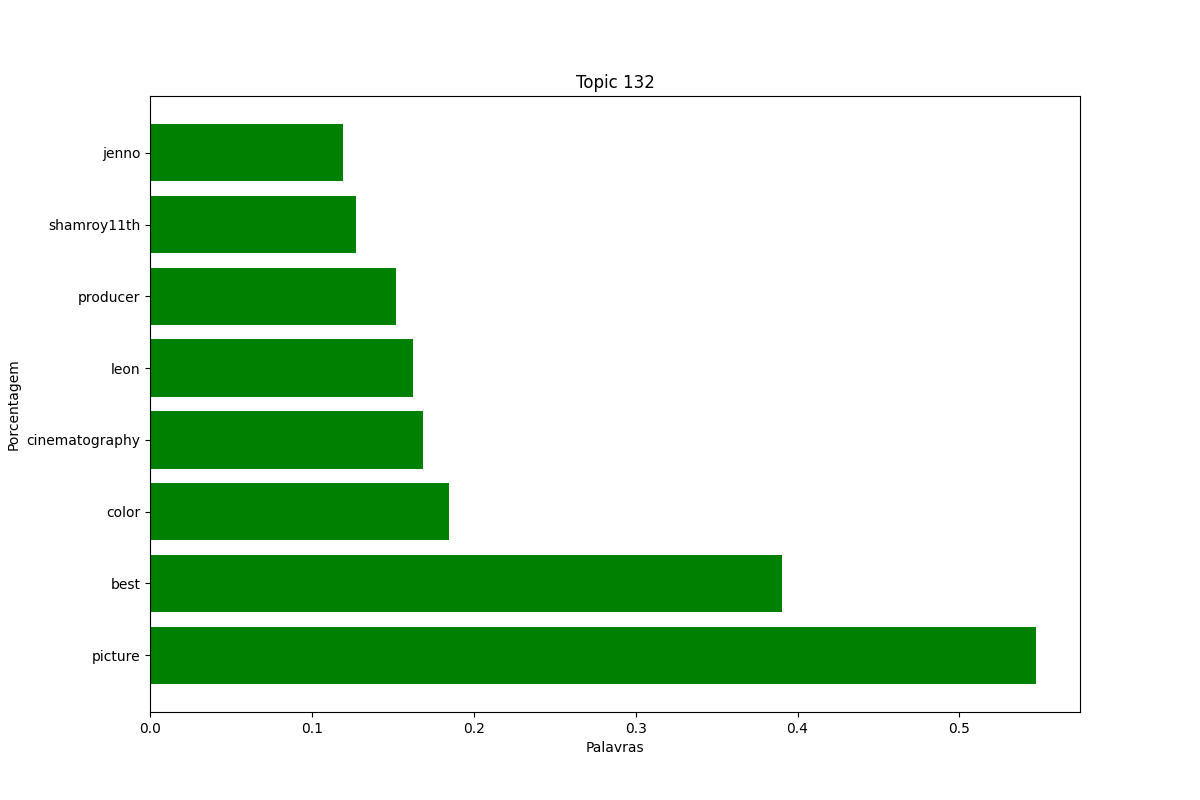 Topic 132
jenno
shamroy11th
producer
leon
cinematography
color
best
picture
Porcentagem
0.0 0.1 0.2 0.3 0.4 0.5
Palavras